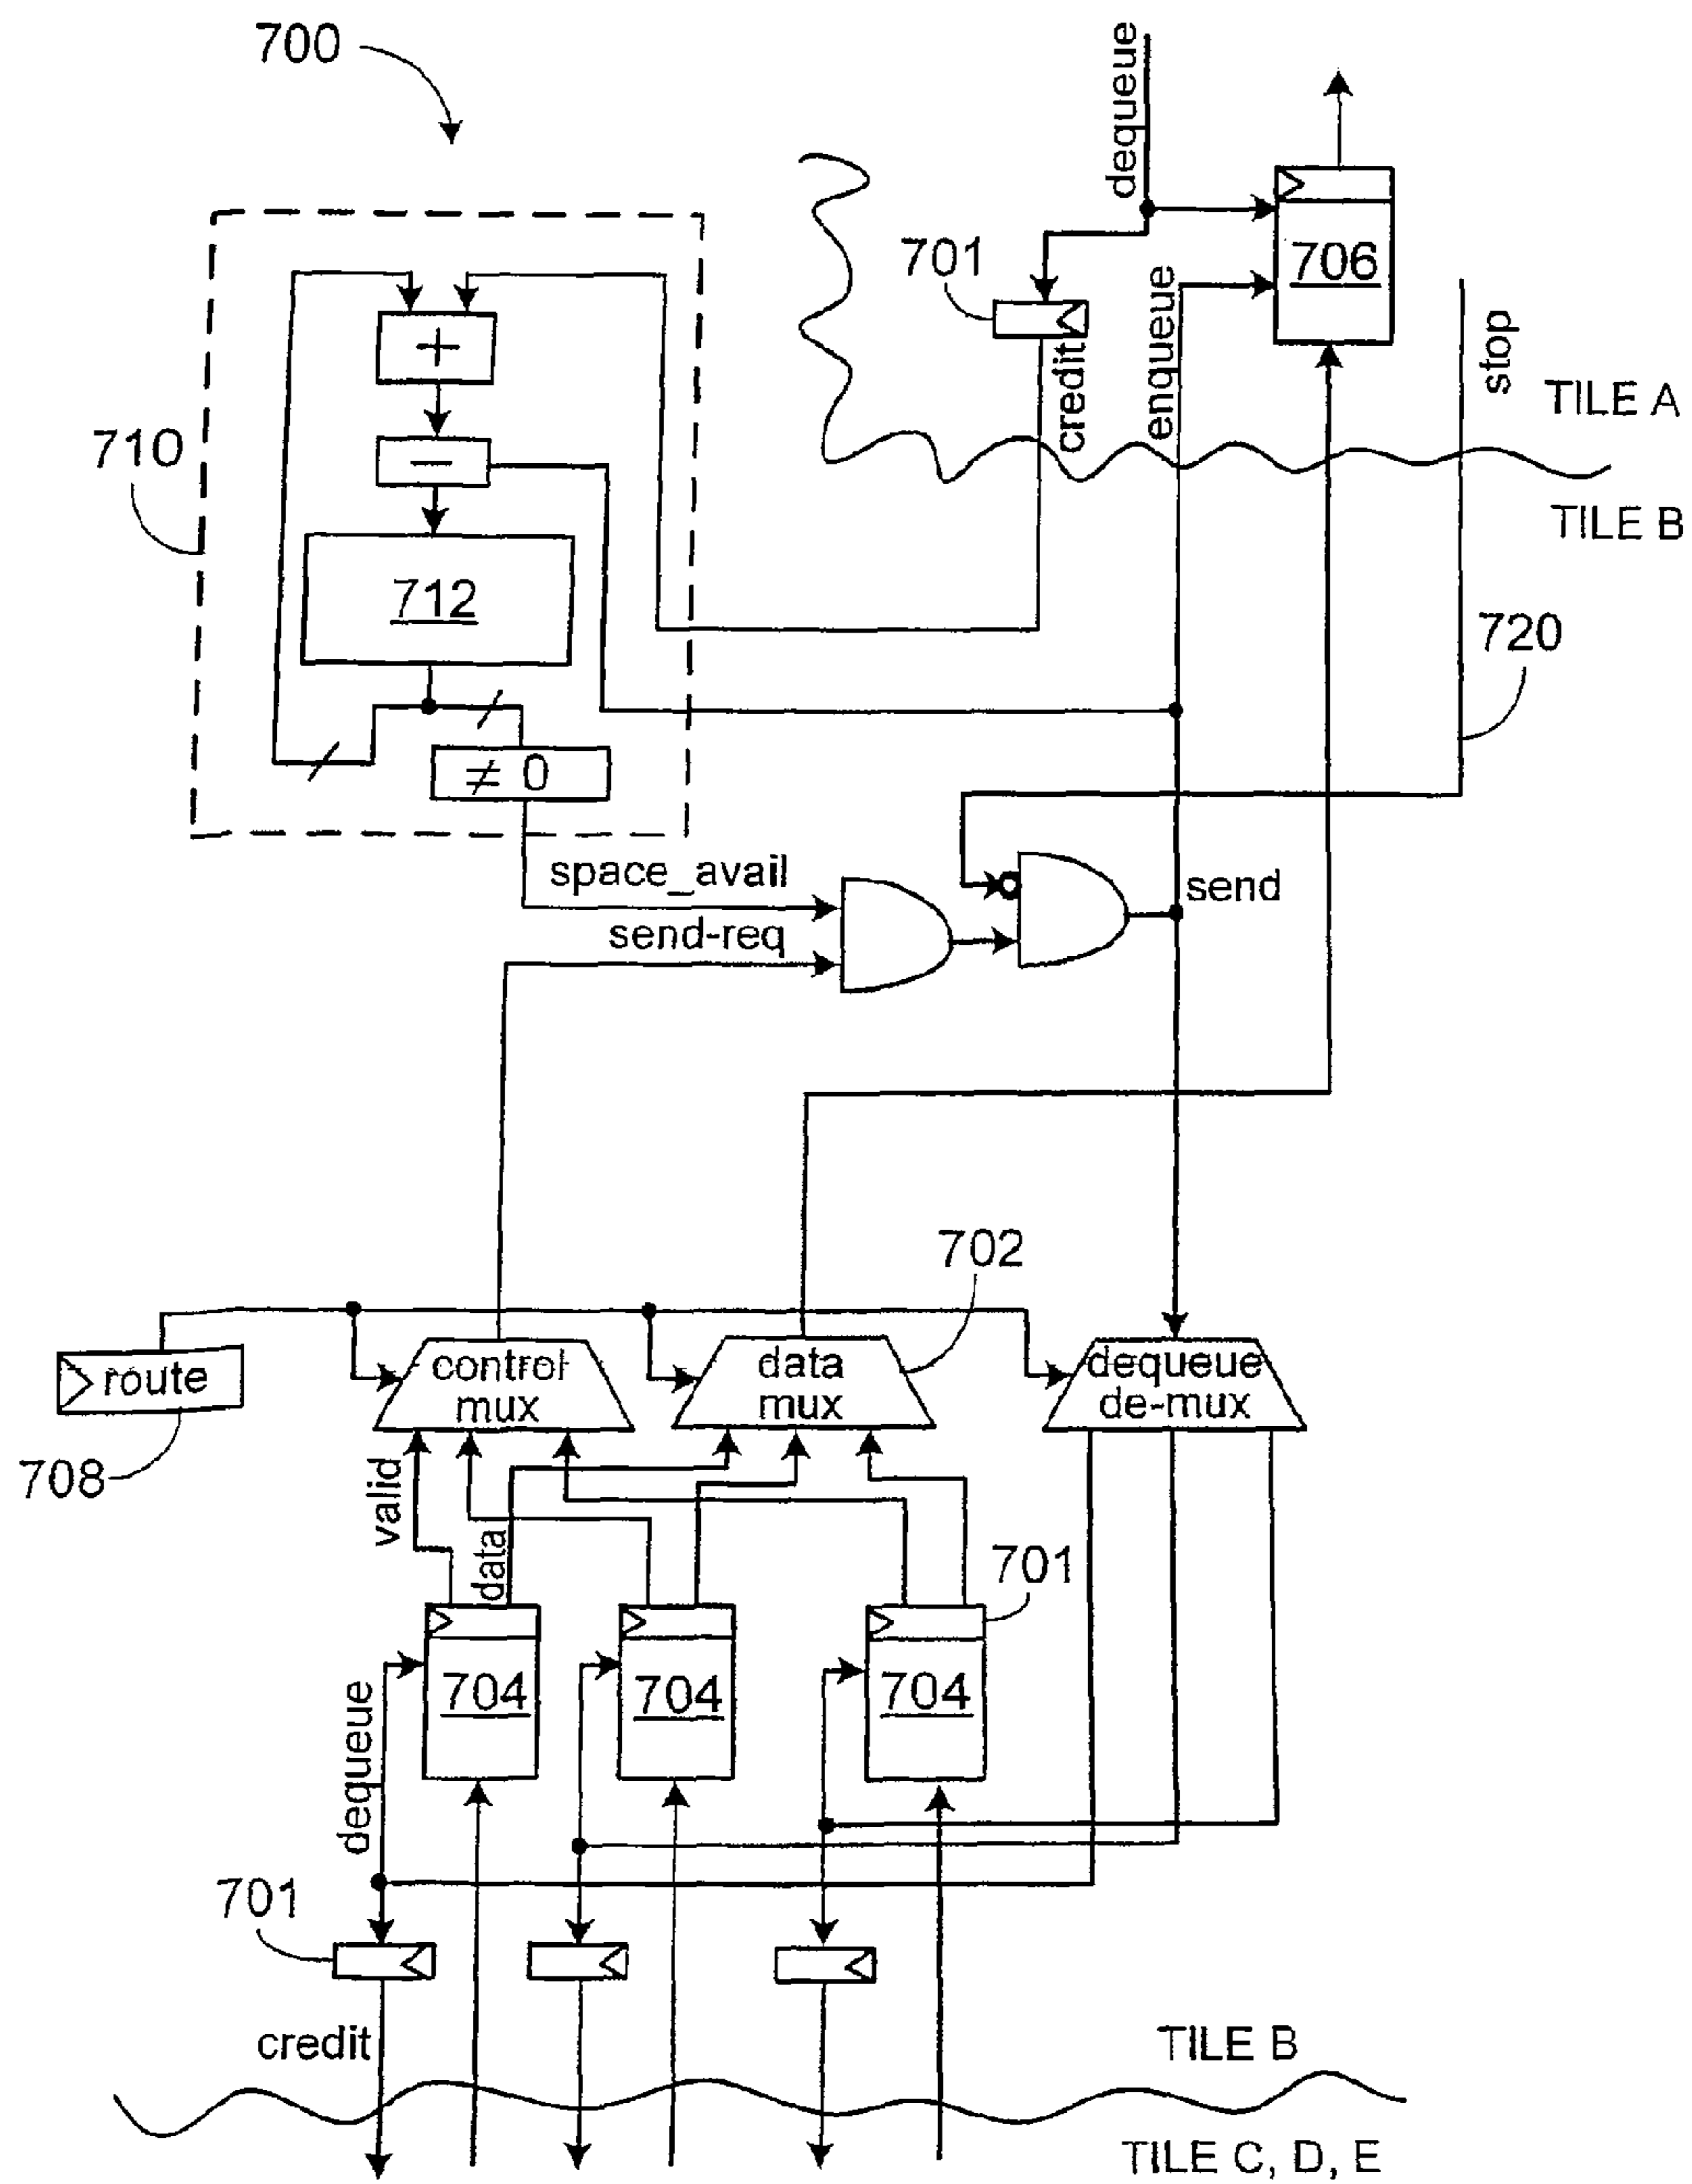 700
dequeue
701
706
credit
enqueue
stop
TILE A
TILE B
710
+
−
712
≠ 0
720
space_avail
send-req
send
702
route
708
control
mux
data
mux
dequeue
de-mux
valid
data
701
704
704
704
dequeue
701
credit
TILE B
TILE C, D, E